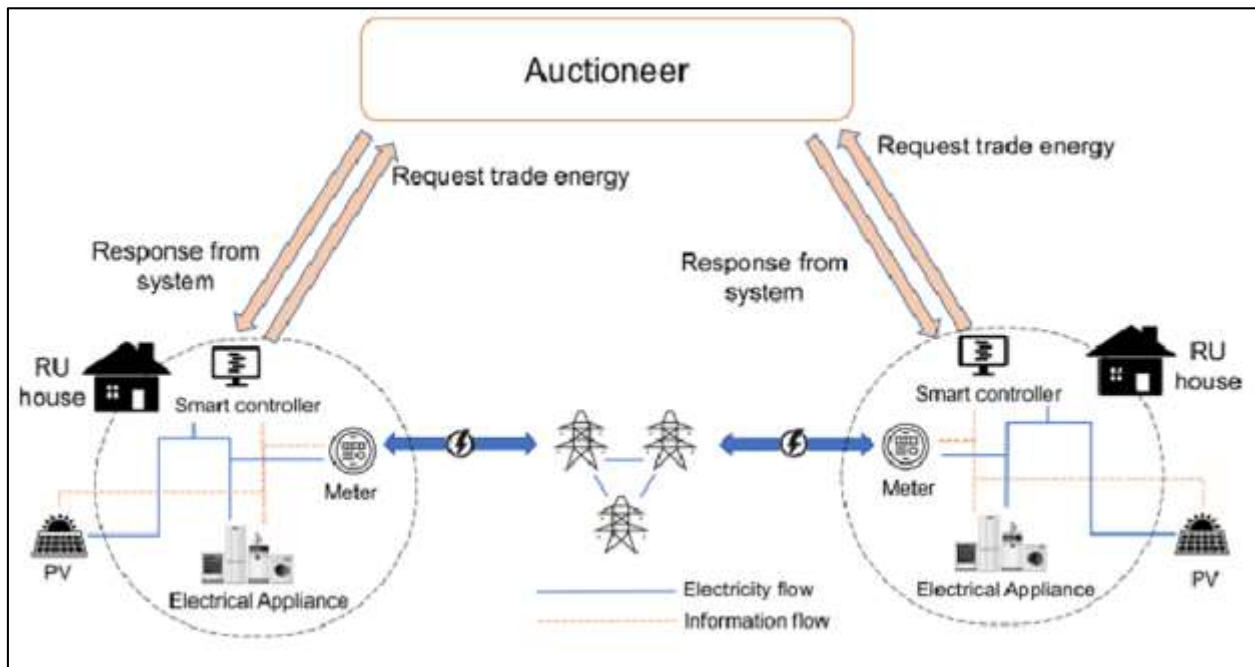 Auctioneer
Request trade energy
Request trade energy
Response from
system
Response from
system
RU
house
RU
house
Smart controller
Smart controller
Meter
Meter
PV
PV
Electrical Appliance
Electrical Appliance
Electricity flow
Information flow